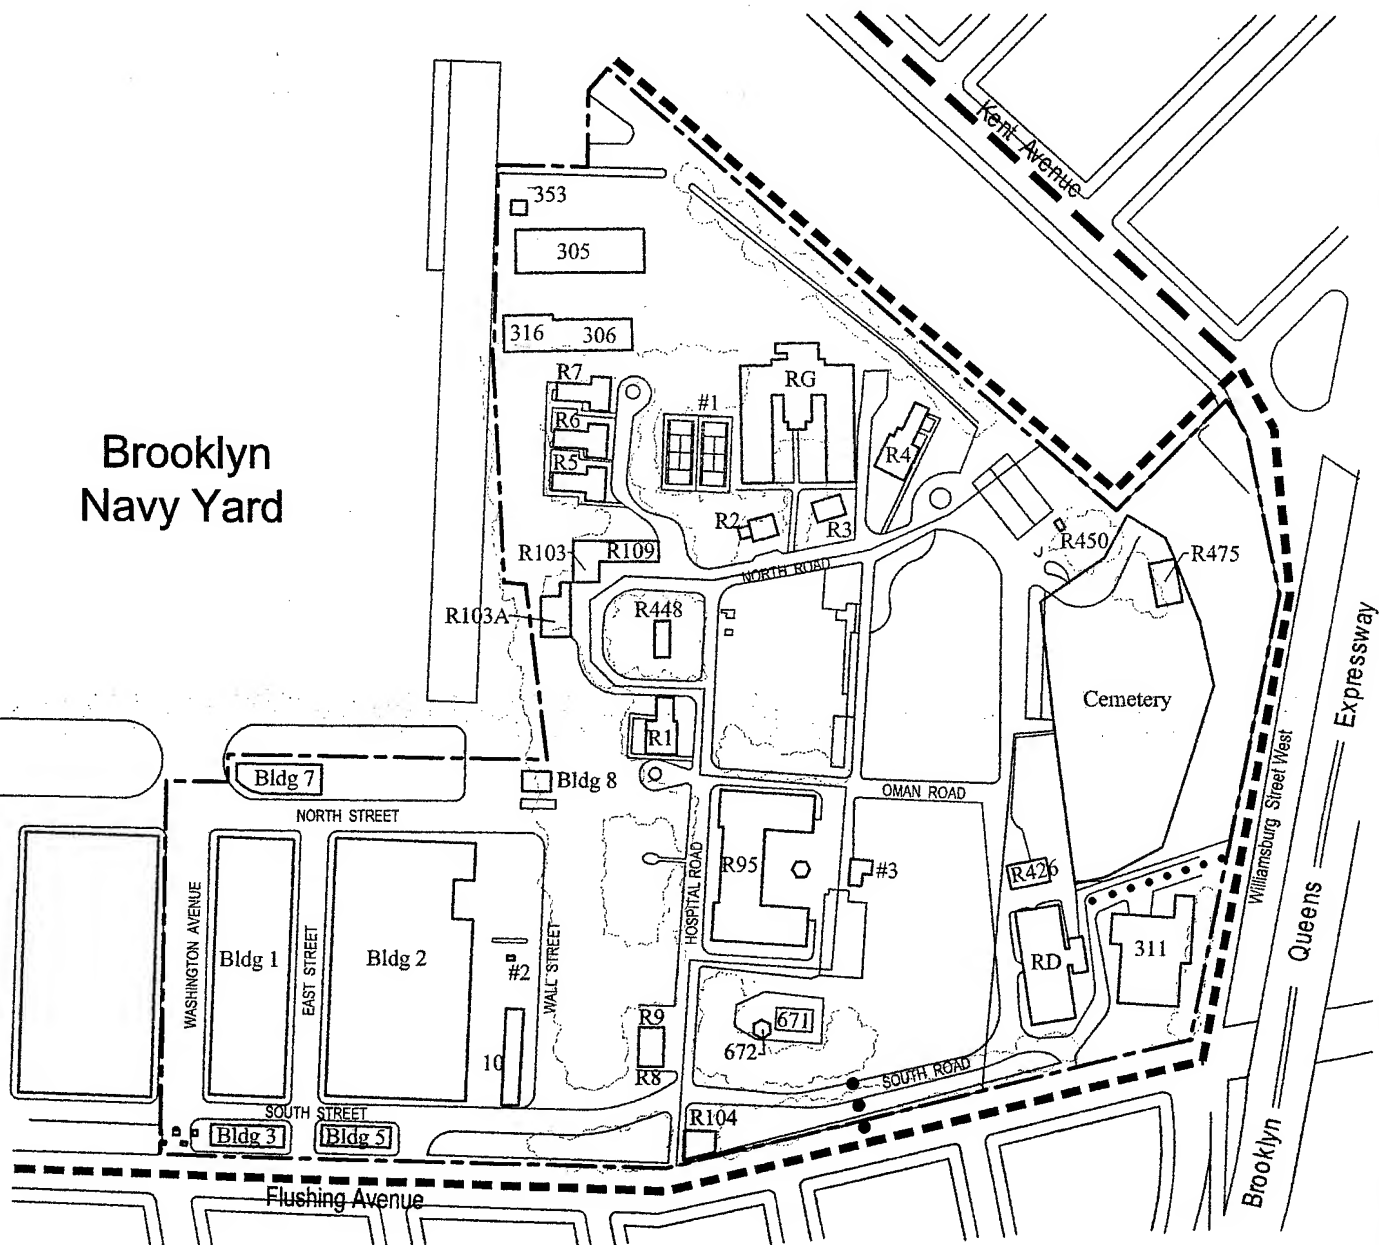 Kent Avenue
353
305
316
306
R7
RG
#1
R6
R4
R5
Brooklyn
Navy Yard
R2
R3
R450
R103
R109
R475
NORTH ROAD
R103A
R448
Cemetery
Expressway
R1
Williamsburg Street West
Bldg 7
Bldg 8
OMAN ROAD
NORTH STREET
R95
#3
R426
HOSPITAL ROAD
WASHINGTON AVENUE
EAST STREET
WALL STREET
Bldg 1
Bldg 2
#2
RD
311
Queens
R9
671
672
10
R8
SOUTH ROAD
SOUTH STREET
R104
Bldg 3
Bldg 5
Brooklyn
Flushing Avenue